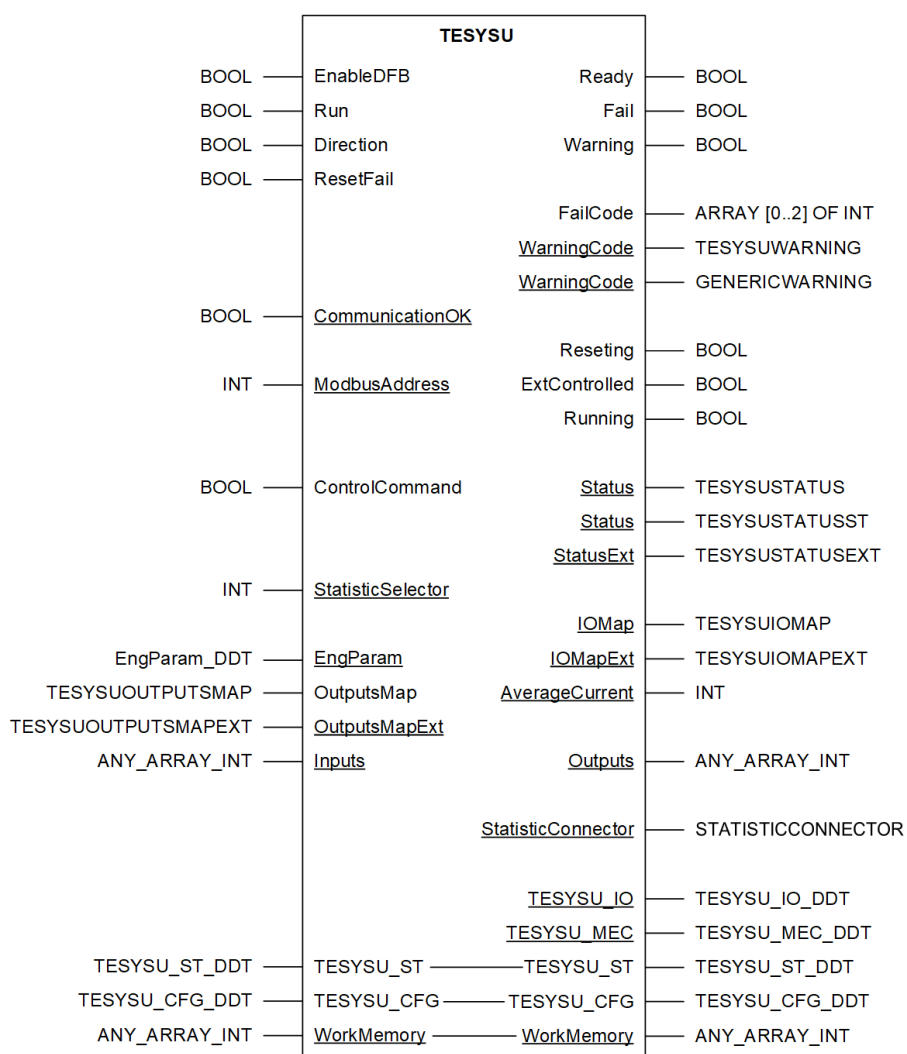 TESYSU
BOOL EnableDFB Ready BOOL
BOOL Run Fail BOOL
BOOL Direction Warning BOOL
BOOL ResetFail
FailCode ARRAY [0..2] OF INT
WarningCode TESYSUWARNING
WarningCode GENERICWARNING
BOOL CommunicationOK
Reseting BOOL
INT ModbusAddress ExtControlled BOOL
Running BOOL
BOOL ControlCommand Status TESYSUSTATUS
Status TESYSUSTATUSST
StatusExt TESYSUSTATUSEXT
INT StatisticSelector
IOMap TESYSUIOMAP
EngParam_DDT EngParam IOMapExt TESYSUIOMAPEXT
TESYSUOUTPUTSMAP OutputsMap AverageCurrent INT
TESYSUOUTPUTSMAPEXT OutputsMapExt
ANY_ARRAY_INT Inputs Outputs ANY_ARRAY_INT
StatisticConnector STATISTICCONNECTOR
TESYSU_IO TESYSU_IO_DDT
TESYSU_MEC TESYSU_MEC_DDT
TESYSU_ST_DDT TESYSU_ST TESYSU_ST TESYSU_ST_DDT
TESYSU_CFG_DDT TESYSU_CFG TESYSU_CFG TESYSU_CFG_DDT
ANY_ARRAY_INT WorkMemory WorkMemory ANY_ARRAY_INT